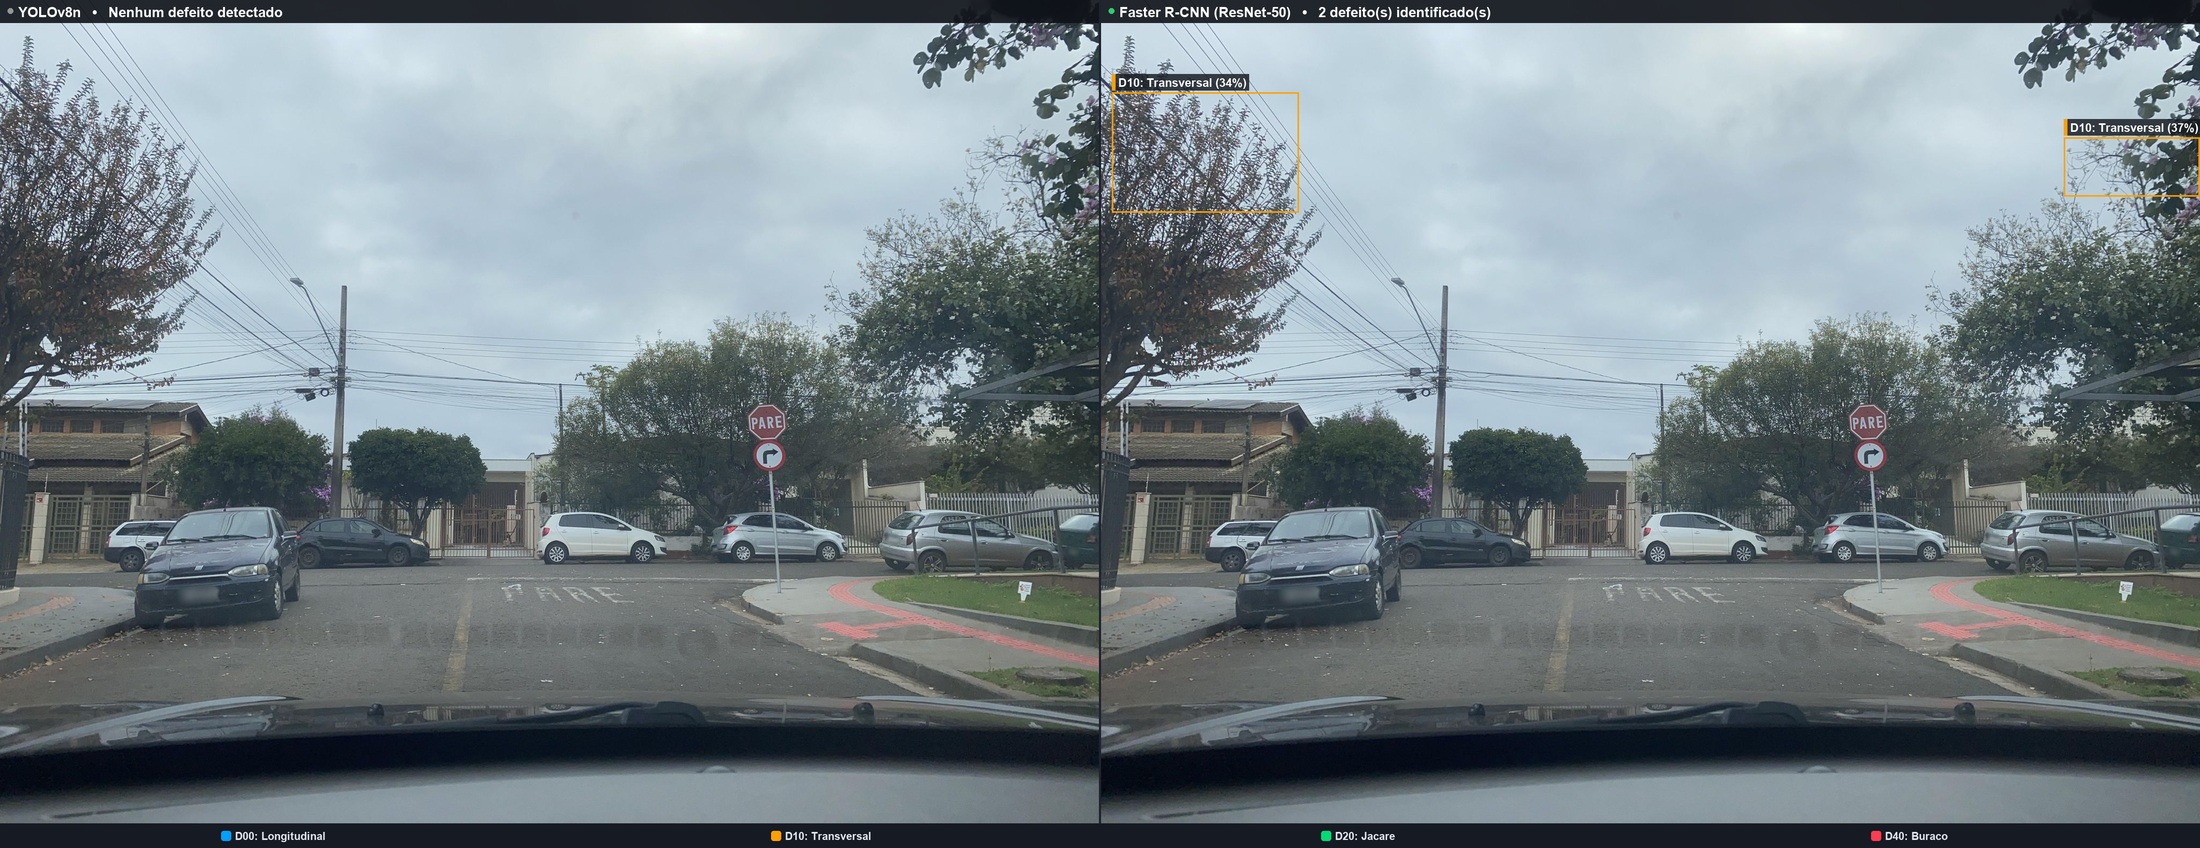 YOLOv8n • Nenhum defeito detectado
Faster R-CNN (ResNet-50) • 2 defeito(s) identificado(s)
D10: Transversal (34%)
D10: Transversal (37%)
PARE
PARE
PARE
PARE
D00: Longitudinal
D10: Transversal
D20: Jacare
D40: Buraco